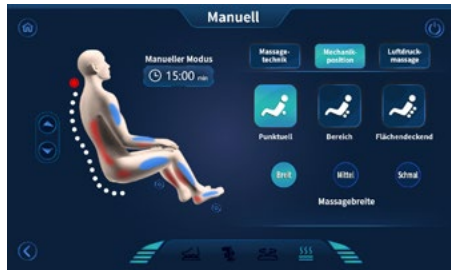 Manuell
Manueller Modus
15:00 min
Massage-
technik
Mechanik-
position
Luftdruck-
massage
Punktuell
Bereich
Flächendeckend
Breit
Mittel
Schmal
Massagebreite